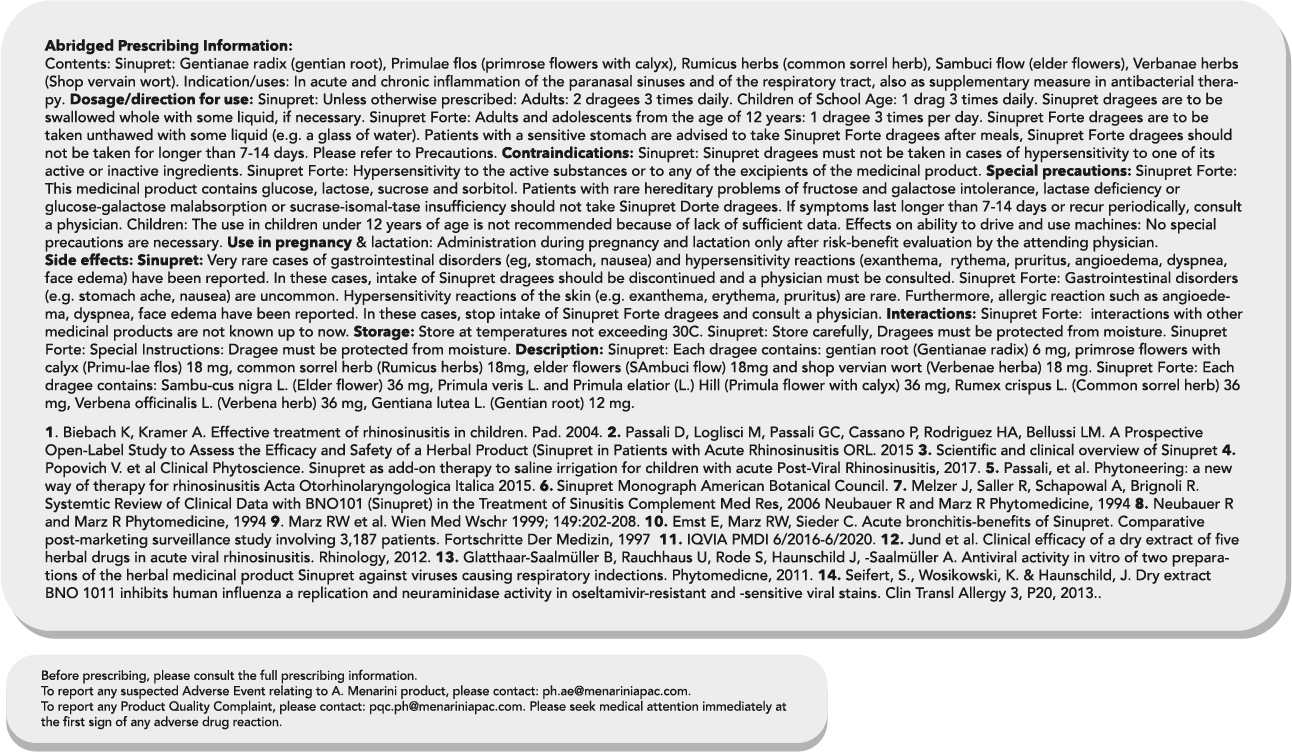 Abridged Prescribing Information:
Contents: Sinupret: Gentianae radix (gentian root), Primulae flos (primrose flowers with calyx), Rumicus herbs (common sorrel herb), Sambuci flow (elder flowers), Verbanae herbs
(Shop vervain wort). Indication/uses: In acute and chronic inflammation of the paranasal sinuses and of the respiratory tract, also as supplementary measure in antibacterial thera-
py. Dosage/direction for use: Sinupret: Unless otherwise prescribed: Adults: 2 dragees 3 times daily. Children of School Age: 1 drag 3 times daily. Sinupret dragees are to be
swallowed whole with some liquid, if necessary. Sinupret Forte: Adults and adolescents from the age of 12 years: 1 dragee 3 times per day. Sinupret Forte dragees are to be
taken unthawed with some liquid (e.g. a glass of water). Patients with a sensitive stomach are advised to take Sinupret Forte dragees after meals, Sinupret Forte dragees should
not be taken for longer than 7-14 days. Please refer to Precautions. Contraindications: Sinupret: Sinupret dragees must not be taken in cases of hypersensitivity to one of its
active or inactive ingredients. Sinupret Forte: Hypersensitivity to the active substances or to any of the excipients of the medicinal product. Special precautions: Sinupret Forte:
This medicinal product contains glucose, lactose, sucrose and sorbitol. Patients with rare hereditary problems of fructose and galactose intolerance, lactase deficiency or
glucose-galactose malabsorption or sucrase-isomal-tase insufficiency should not take Sinupret Dorte dragees. If symptoms last longer than 7-14 days or recur periodically, consult
a physician. Children: The use in children under 12 years of age is not recommended because of lack of sufficient data. Effects on ability to drive and use machines: No special
precautions are necessary. Use in pregnancy & lactation: Administration during pregnancy and lactation only after risk-benefit evaluation by the attending physician.
Side effects: Sinupret: Very rare cases of gastrointestinal disorders (eg, stomach, nausea) and hypersensitivity reactions (exanthema, rythema, pruritus, angioedema, dyspnea,
face edema) have been reported. In these cases, intake of Sinupret dragees should be discontinued and a physician must be consulted. Sinupret Forte: Gastrointestinal disorders
(e.g. stomach ache, nausea) are uncommon. Hypersensitivity reactions of the skin (e.g. exanthema, erythema, pruritus) are rare. Furthermore, allergic reaction such as angioede-
ma, dyspnea, face edema have been reported. In these cases, stop intake of Sinupret Forte dragees and consult a physician. Interactions: Sinupret Forte: interactions with other
medicinal products are not known up to now. Storage: Store at temperatures not exceeding 30C. Sinupret: Store carefully, Dragees must be protected from moisture. Sinupret
Forte: Special Instructions: Dragee must be protected from moisture. Description: Sinupret: Each dragee contains: gentian root (Gentianae radix) 6 mg, primrose flowers with
calyx (Primu-lae flos) 18 mg, common sorrel herb (Rumicus herbs) 18mg, elder flowers (SAmbuci flow) 18mg and shop vervian wort (Verbenae herba) 18 mg. Sinupret Forte: Each
dragee contains: Sambu-cus nigra L. (Elder flower) 36 mg, Primula veris L. and Primula elatior (L.) Hill (Primula flower with calyx) 36 mg, Rumex crispus L. (Common sorrel herb) 36
mg, Verbena officinalis L. (Verbena herb) 36 mg, Gentiana lutea L. (Gentian root) 12 mg.
1. Biebach K, Kramer A. Effective treatment of rhinosinusitis in children. Pad. 2004. 2. Passali D, Loglisci M, Passali GC, Cassano P, Rodriguez HA, Bellussi LM. A Prospective
Open-Label Study to Assess the Efficacy and Safety of a Herbal Product (Sinupret in Patients with Acute Rhinosinusitis ORL. 2015 3. Scientific and clinical overview of Sinupret 4.
Popovich V. et al Clinical Phytoscience. Sinupret as add-on therapy to saline irrigation for children with acute Post-Viral Rhinosinusitis, 2017. 5. Passali, et al. Phytoneering: a new
way of therapy for rhinosinusitis Acta Otorhinolaryngologica Italica 2015. 6. Sinupret Monograph American Botanical Council. 7. Melzer J, Saller R, Schapowal A, Brignoli R.
Systemtic Review of Clinical Data with BNO101 (Sinupret) in the Treatment of Sinusitis Complement Med Res, 2006 Neubauer R and Marz R Phytomedicine, 1994 8. Neubauer R
and Marz R Phytomedicine, 1994 9. Marz RW et al. Wien Med Wschr 1999; 149:202-208. 10. Emst E, Marz RW, Sieder C. Acute bronchitis-benefits of Sinupret. Comparative
post-marketing surveillance study involving 3,187 patients. Fortschritte Der Medizin, 1997 11. IQVIA PMDI 6/2016-6/2020. 12. Jund et al. Clinical efficacy of a dry extract of five
herbal drugs in acute viral rhinosinusitis. Rhinology, 2012. 13. Glatthaar-Saalmüller B, Rauchhaus U, Rode S, Haunschild J, -Saalmüller A. Antiviral activity in vitro of two prepara-
tions of the herbal medicinal product Sinupret against viruses causing respiratory indections. Phytomedicne, 2011. 14. Seifert, S., Wosikowski, K. & Haunschild, J. Dry extract
BNO 1011 inhibits human influenza a replication and neuraminidase activity in oseltamivir-resistant and -sensitive viral stains. Clin Transl Allergy 3, P20, 2013..
Before prescribing, please consult the full prescribing information.
To report any suspected Adverse Event relating to A. Menarini product, please contact: ph.ae@menariniapac.com.
To report any Product Quality Complaint, please contact: pqc.ph@menariniapac.com. Please seek medical attention immediately at
the first sign of any adverse drug reaction.